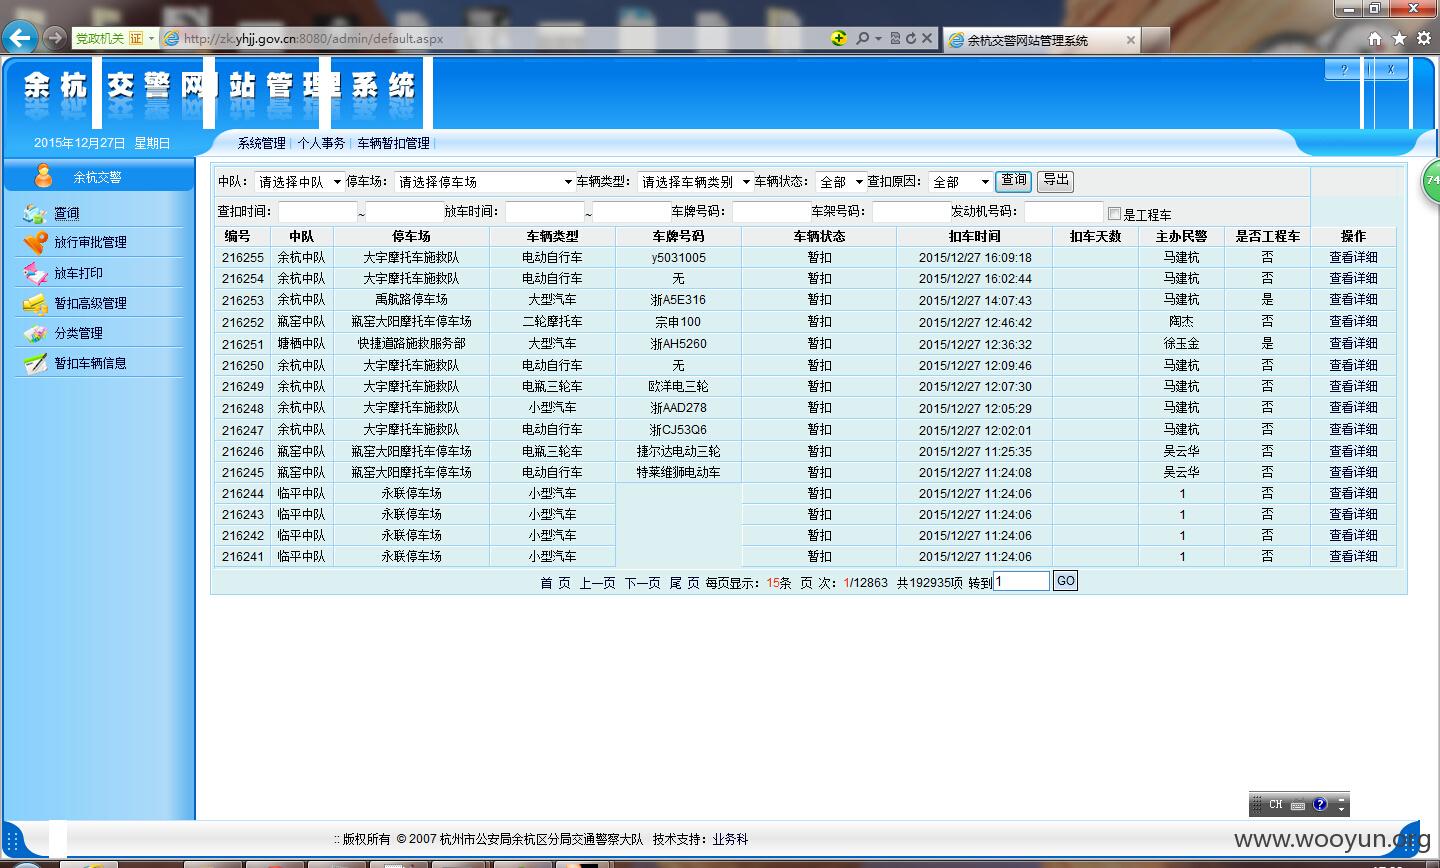 党政机关 证 http://zk.yhjj.gov.cn:8080/admin/default.aspx 余杭交警网站管理系统
余杭交警网站管理系统
? X
2015年12月27日 星期日 系统管理 个人事务 车辆暂扣管理
余杭交警
查询
放行审批管理
放车打印
暂扣高级管理
分类管理
暂扣车辆信息
中队: 请选择中队 停车场: 请选择停车场 车辆类型: 请选择车辆类别 车辆状态: 全部 查扣原因: 全部 查询 导出
74
查扣时间: ~ 放车时间: ~ 车牌号码: 车架号码: 发动机号码: 是工程车
编号 中队 停车场 车辆类型 车牌号码 车辆状态 扣车时间 扣车天数 主办民警 是否工程车 操作
216255 余杭中队 大宇摩托车施救队 电动自行车 y5031005 暂扣 2015/12/27 16:09:18 马建杭 否 查看详细
216254 余杭中队 大宇摩托车施救队 电动自行车 无 暂扣 2015/12/27 16:02:44 马建杭 否 查看详细
216253 余杭中队 禹航路停车场 大型汽车 浙A5E316 暂扣 2015/12/27 14:07:43 马建杭 是 查看详细
216252 瓶窑中队 瓶窑大阳摩托车停车场 二轮摩托车 宗申100 暂扣 2015/12/27 12:46:42 陶杰 否 查看详细
216251 塘栖中队 快捷道路施救服务部 大型汽车 浙AH5260 暂扣 2015/12/27 12:36:32 徐玉金 是 查看详细
216250 余杭中队 大宇摩托车施救队 电动自行车 无 暂扣 2015/12/27 12:09:46 马建杭 否 查看详细
216249 余杭中队 大宇摩托车施救队 电瓶三轮车 欧洋电三轮 暂扣 2015/12/27 12:07:30 马建杭 否 查看详细
216248 余杭中队 大宇摩托车施救队 小型汽车 浙AAD278 暂扣 2015/12/27 12:05:29 马建杭 否 查看详细
216247 余杭中队 大宇摩托车施救队 电动自行车 浙CJ53Q6 暂扣 2015/12/27 12:02:01 马建杭 否 查看详细
216246 瓶窑中队 瓶窑大阳摩托车停车场 电瓶三轮车 捷尔达电动三轮 暂扣 2015/12/27 11:25:35 吴云华 否 查看详细
216245 瓶窑中队 瓶窑大阳摩托车停车场 电动自行车 特莱维狮电动车 暂扣 2015/12/27 11:24:08 吴云华 否 查看详细
216244 临平中队 永联停车场 小型汽车 暂扣 2015/12/27 11:24:06 1 否 查看详细
216243 临平中队 永联停车场 小型汽车 暂扣 2015/12/27 11:24:06 1 否 查看详细
216242 临平中队 永联停车场 小型汽车 暂扣 2015/12/27 11:24:06 1 否 查看详细
216241 临平中队 永联停车场 小型汽车 暂扣 2015/12/27 11:24:06 1 否 查看详细
首 页 上一页 下一页 尾 页 每页显示: 15条 页 次: 1/12863 共192935项 转到 1 GO
CH ?
:: 版权所有 © 2007 杭州市公安局余杭区分局交通警察大队 技术支持: 业务科
www.wooyun.org